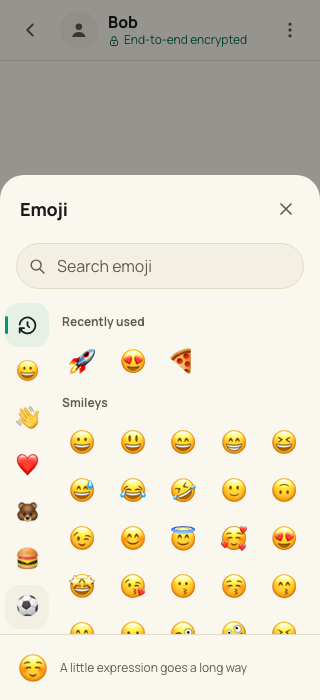 Bob
End-to-end encrypted
Emoji
Search emoji
Recently used
Smileys
A little expression goes a long way